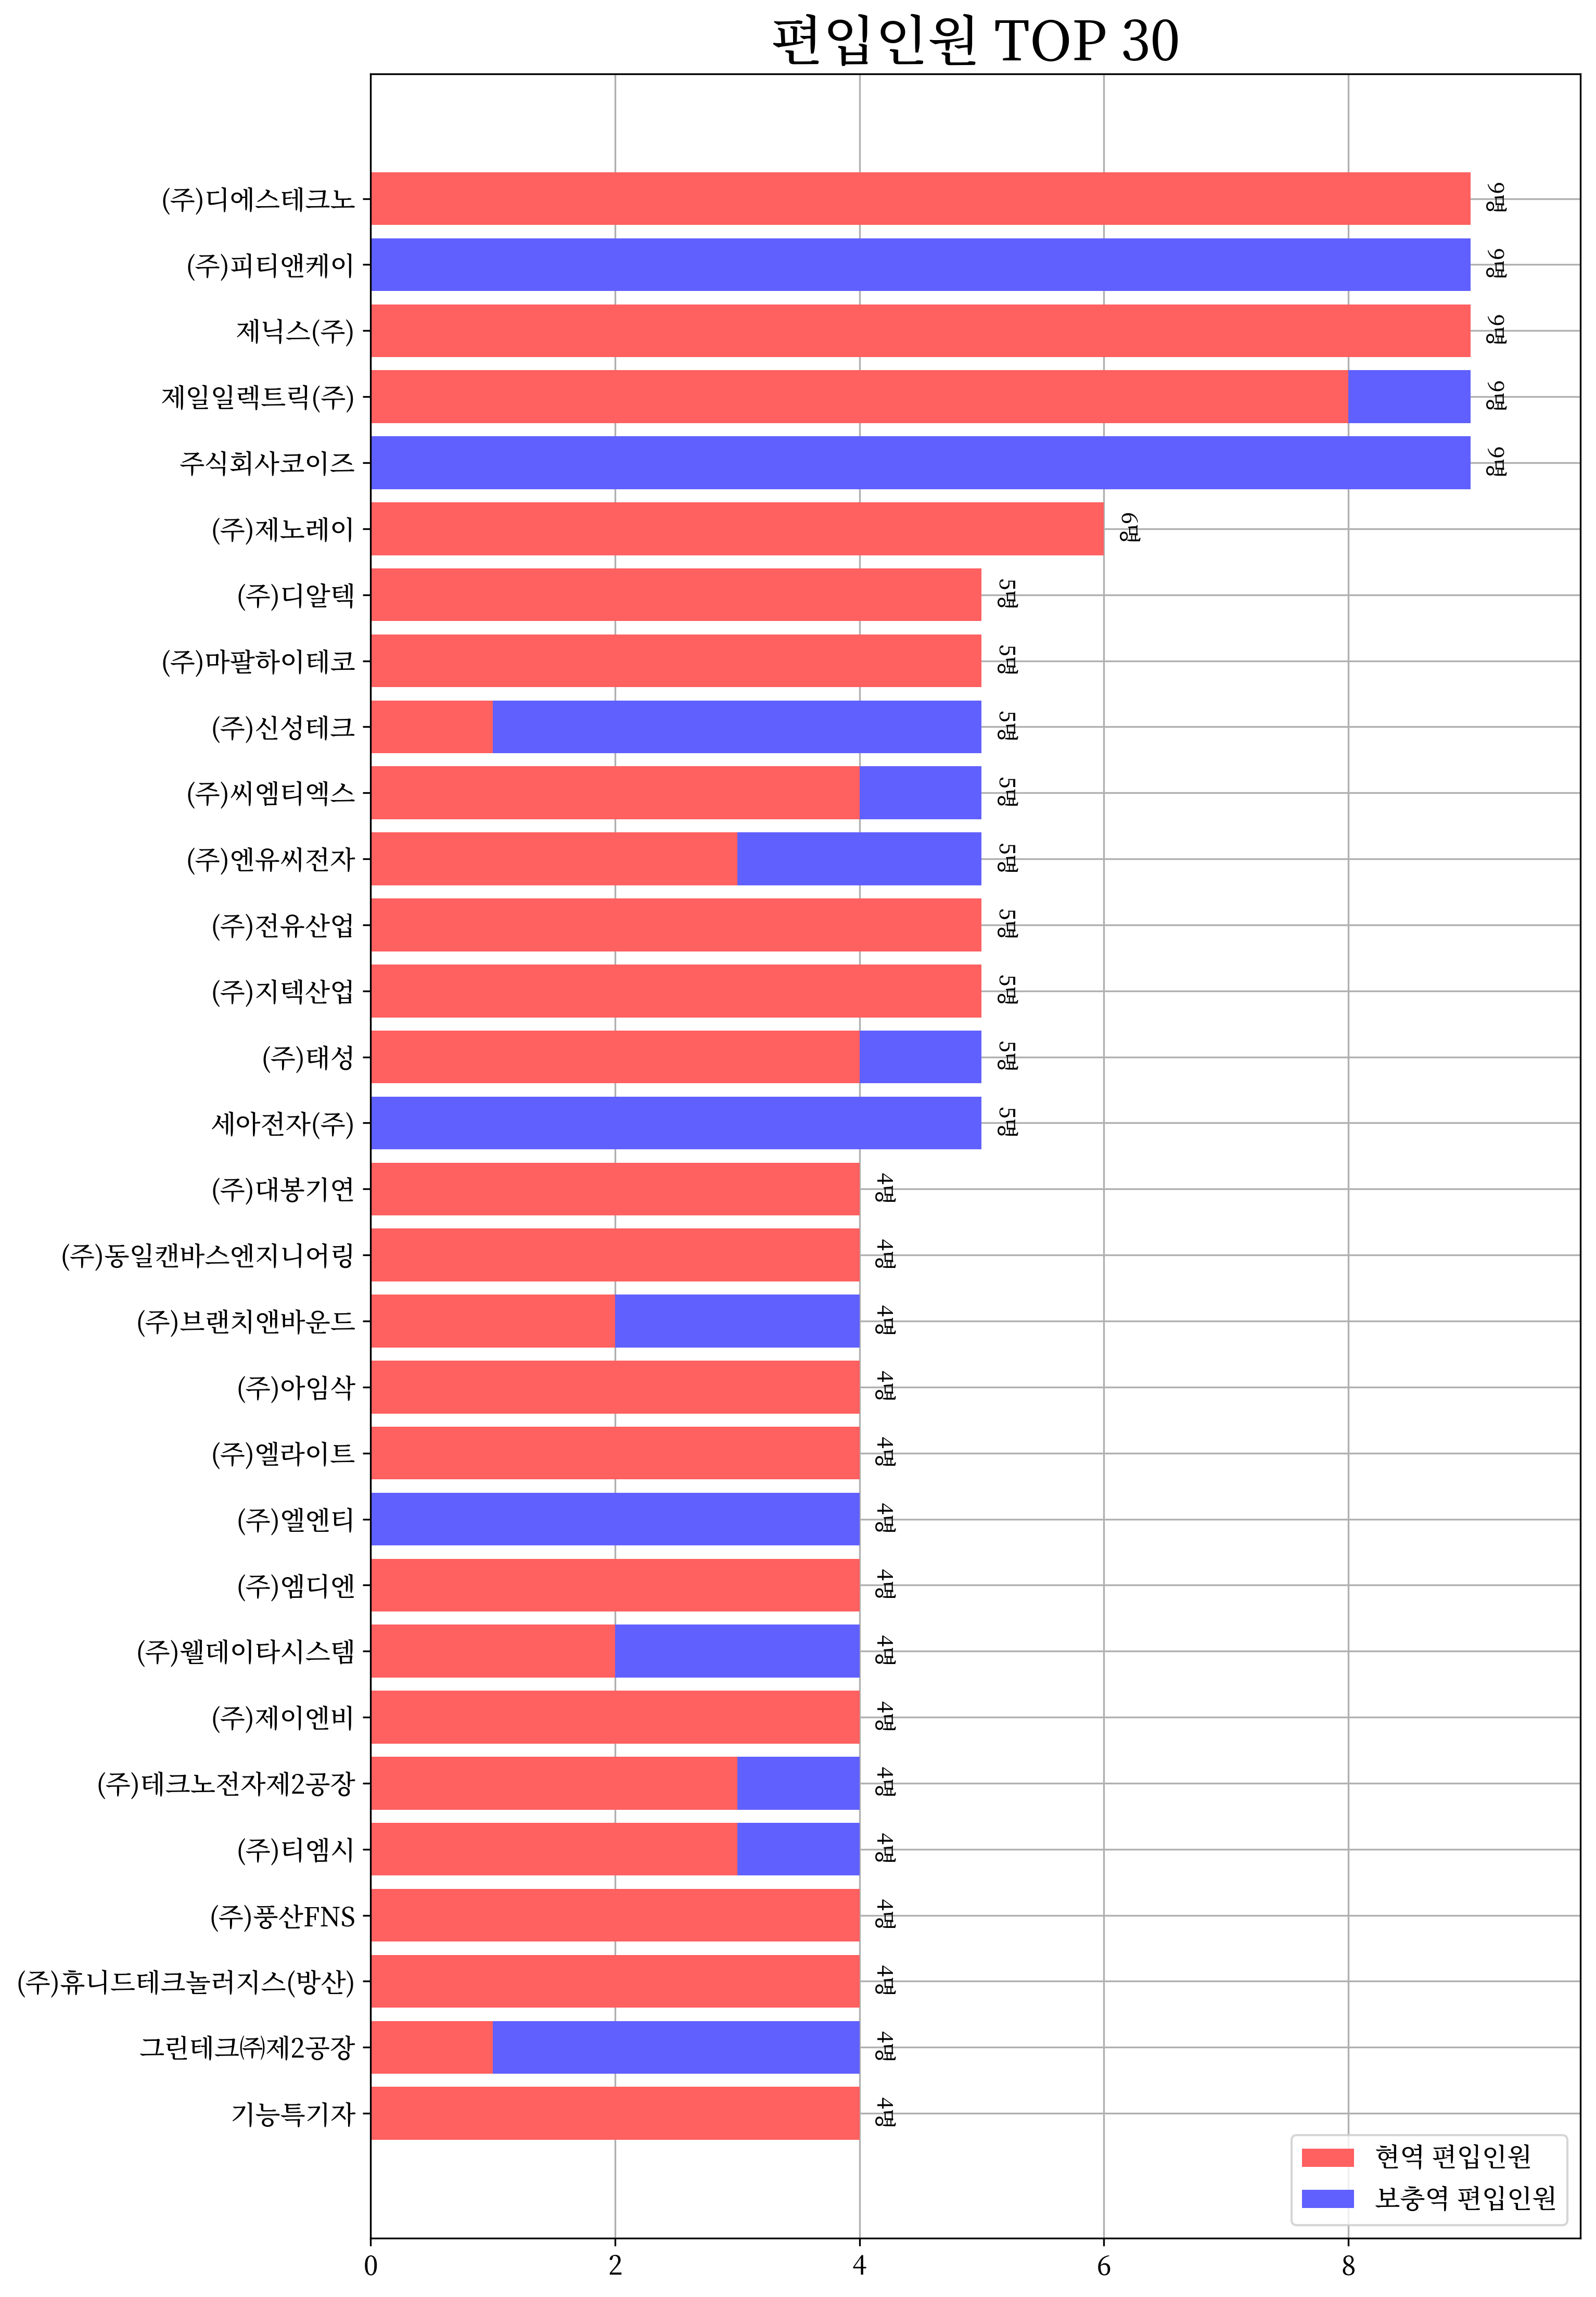 편입인원 TOP 30
(주)디에스테크노 9명
(주)피티앤케이 9명
제닉스(주) 9명
제일일렉트릭(주) 9명
주식회사코이즈 9명
(주)제노레이 6명
(주)디알텍 5명
(주)마팔하이테코 5명
(주)신성테크 5명
(주)씨엠티엑스 5명
(주)엔유씨전자 5명
(주)전유산업 5명
(주)지텍산업 5명
(주)태성 5명
세아전자(주) 5명
(주)대봉기연 4명
(주)동일캔바스엔지니어링 4명
(주)브랜치앤바운드 4명
(주)아임삭 4명
(주)엘라이트 4명
(주)엘엔티 4명
(주)엠디엔 4명
(주)웰데이타시스템 4명
(주)제이엔비 4명
(주)테크노전자제2공장 4명
(주)티엠시 4명
(주)풍산FNS 4명
(주)휴니드테크놀러지스(방산) 4명
그린테크㈜제2공장 4명
기능특기자 4명
현역 편입인원
보충역 편입인원
0 2 4 6 8